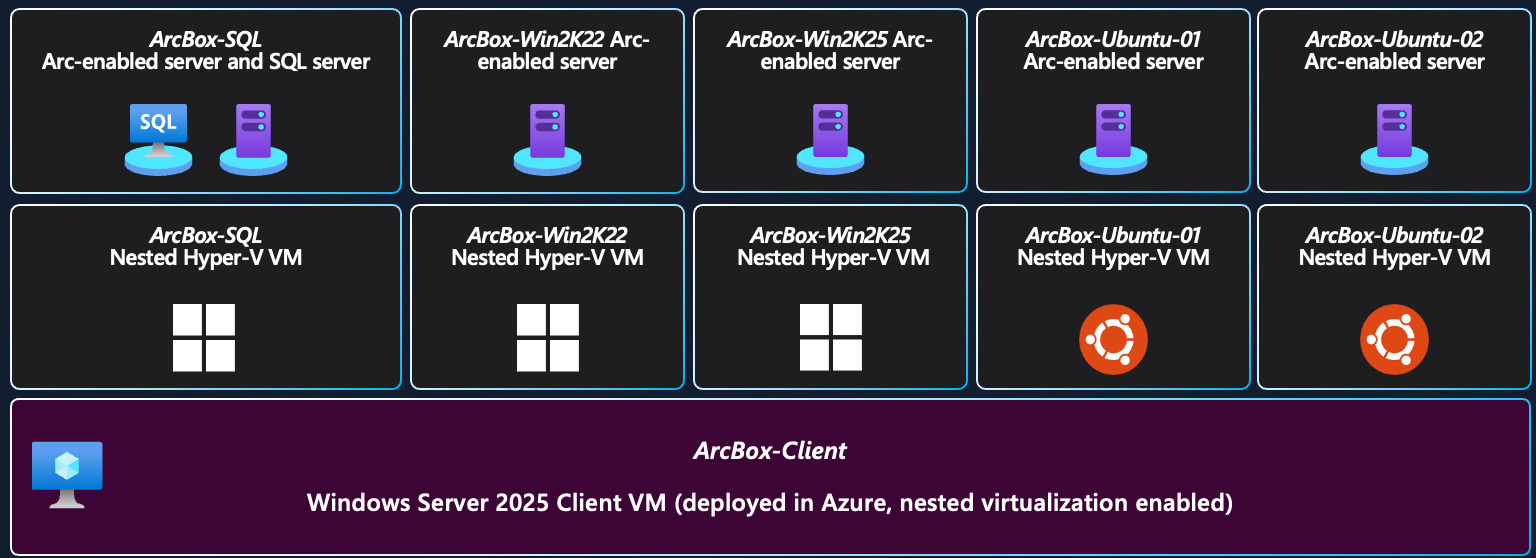 ArcBox-SQL
Arc-enabled server and SQL server
SQL
ArcBox-Win2K22 Arc-
enabled server
ArcBox-Win2K25 Arc-
enabled server
ArcBox-Ubuntu-01
Arc-enabled server
ArcBox-Ubuntu-02
Arc-enabled server
ArcBox-SQL
Nested Hyper-V VM
ArcBox-Win2K22
Nested Hyper-V VM
ArcBox-Win2K25
Nested Hyper-V VM
ArcBox-Ubuntu-01
Nested Hyper-V VM
ArcBox-Ubuntu-02
Nested Hyper-V VM
ArcBox-Client
Windows Server 2025 Client VM (deployed in Azure, nested virtualization enabled)